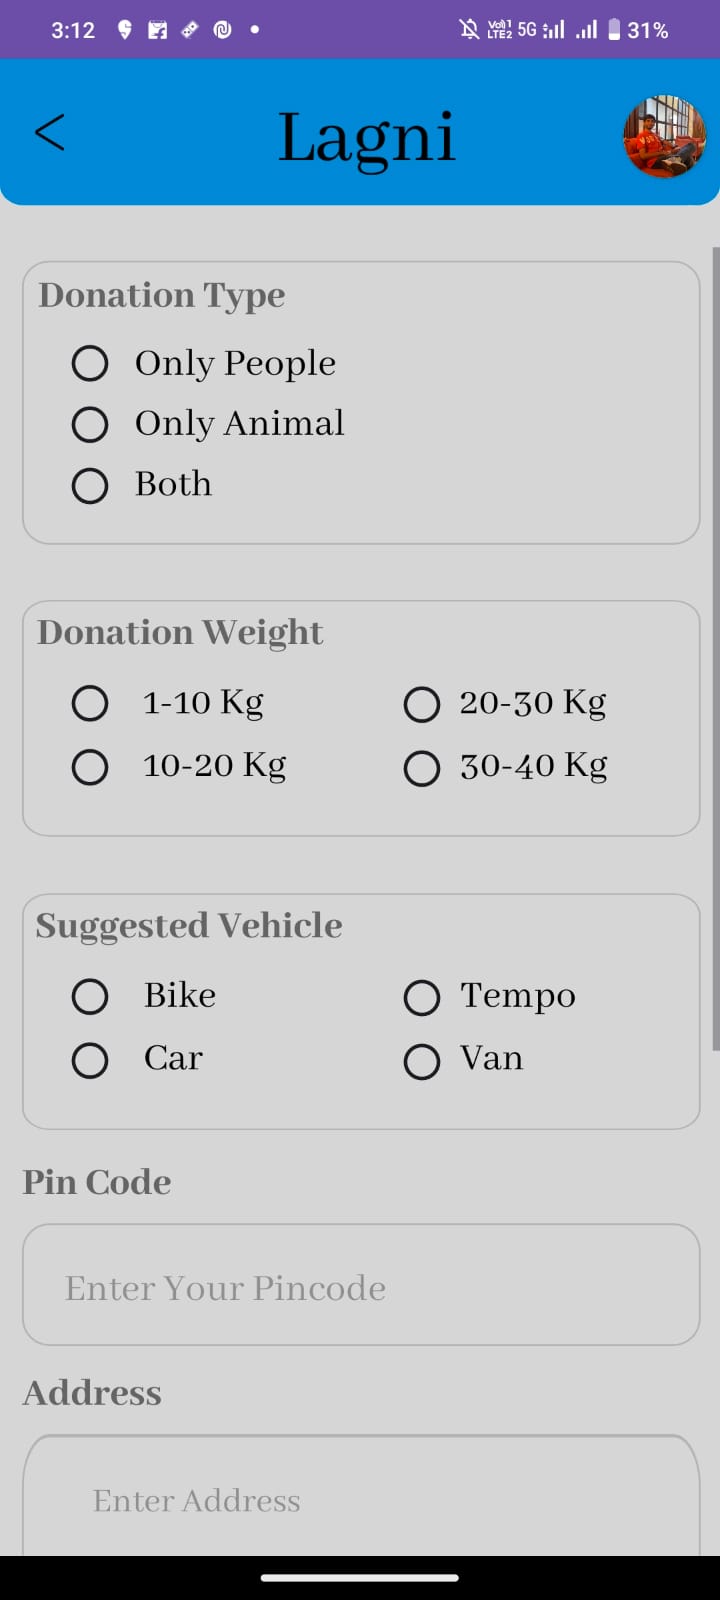 3:12 Vo)) 1 LTE2 5G 31%
< Lagni
Donation Type
Only People
Only Animal
Both
Donation Weight
1-10 Kg 20-30 Kg
10-20 Kg 30-40 Kg
Suggested Vehicle
Bike Tempo
Car Van
Pin Code
Enter Your Pincode
Address
Enter Address